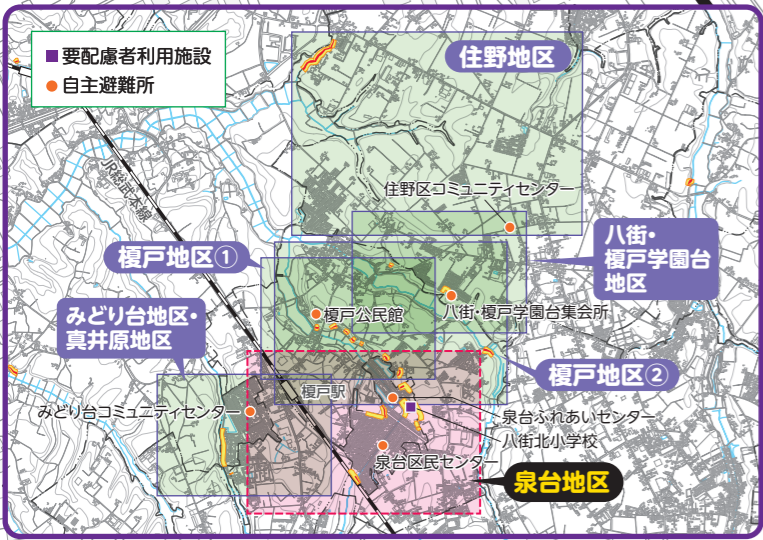 ■要配慮者利用施設
●自主避難所
住野地区
JR総武本線
住野区コミュニティセンター
八街・
榎戸学園台
地区
榎戸地区①
榎戸公民館
八街・榎戸学園台集会所
みどり台地区・
真井原地区
榎戸地区②
榎戸駅
みどり台コミュニティセンター
泉台ふれあいセンター
八街北小学校
泉台区民センター
泉台地区